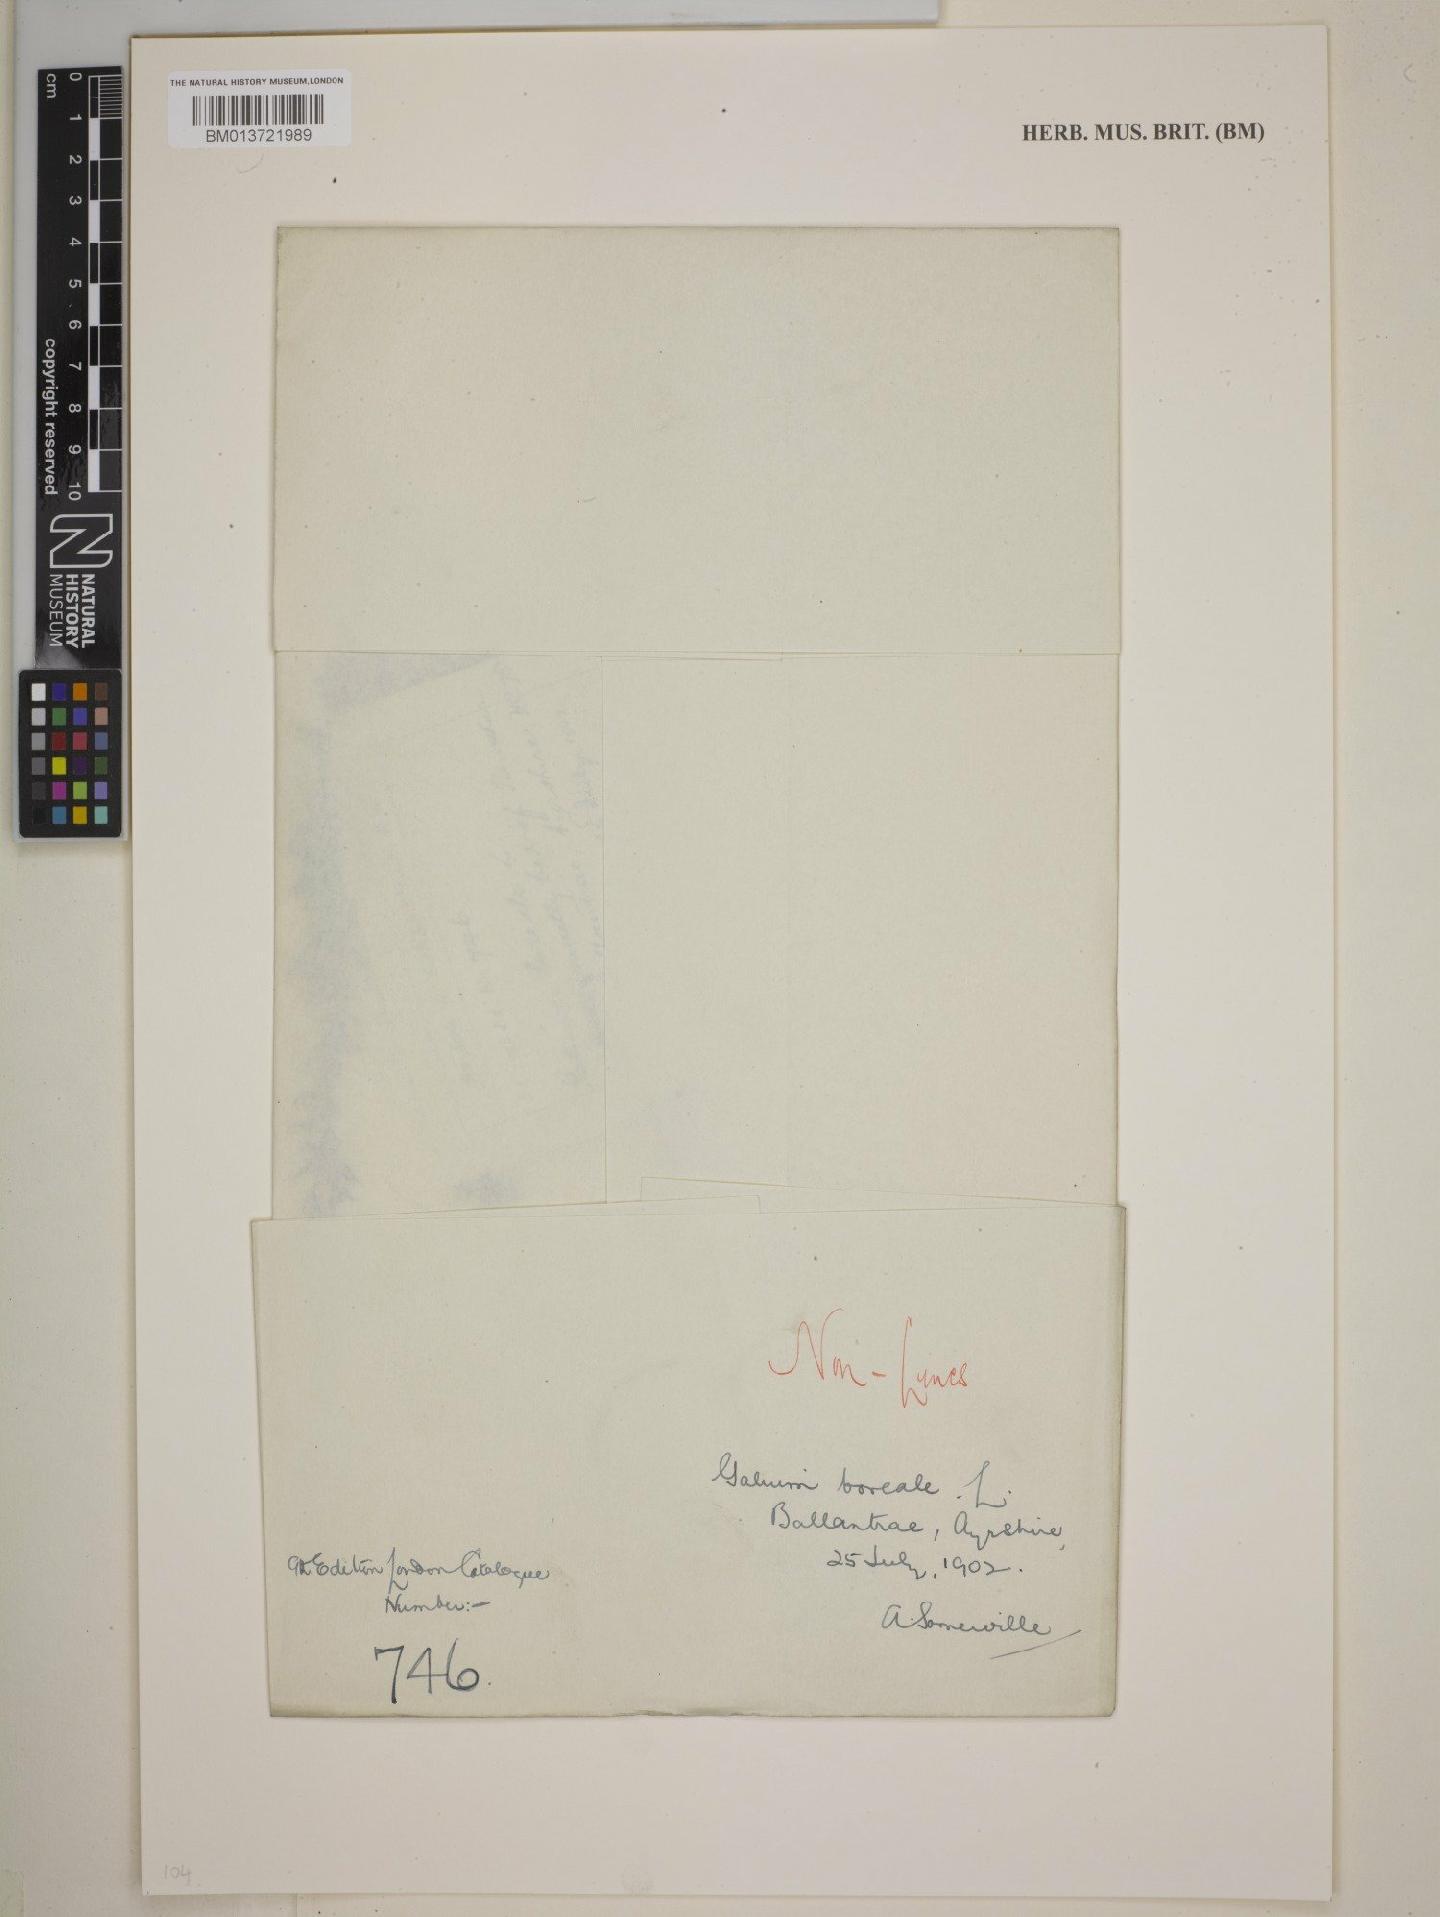 THE NATURAL HISTORY MUSEUM, LONDON
BM013721989
HERB. MUS. BRIT. (BM)
cm
0 1 2 3 4 5 6 7 8 9 10
copyright reserved
NATURAL
HISTORY
MUSEUM
Non-Lincs
Galium boreale. L.
Ballantrae, Ayrshire,
25 July, 1902.
A. Somerville
9th Edition London Catalogue
Number:-
746.
104